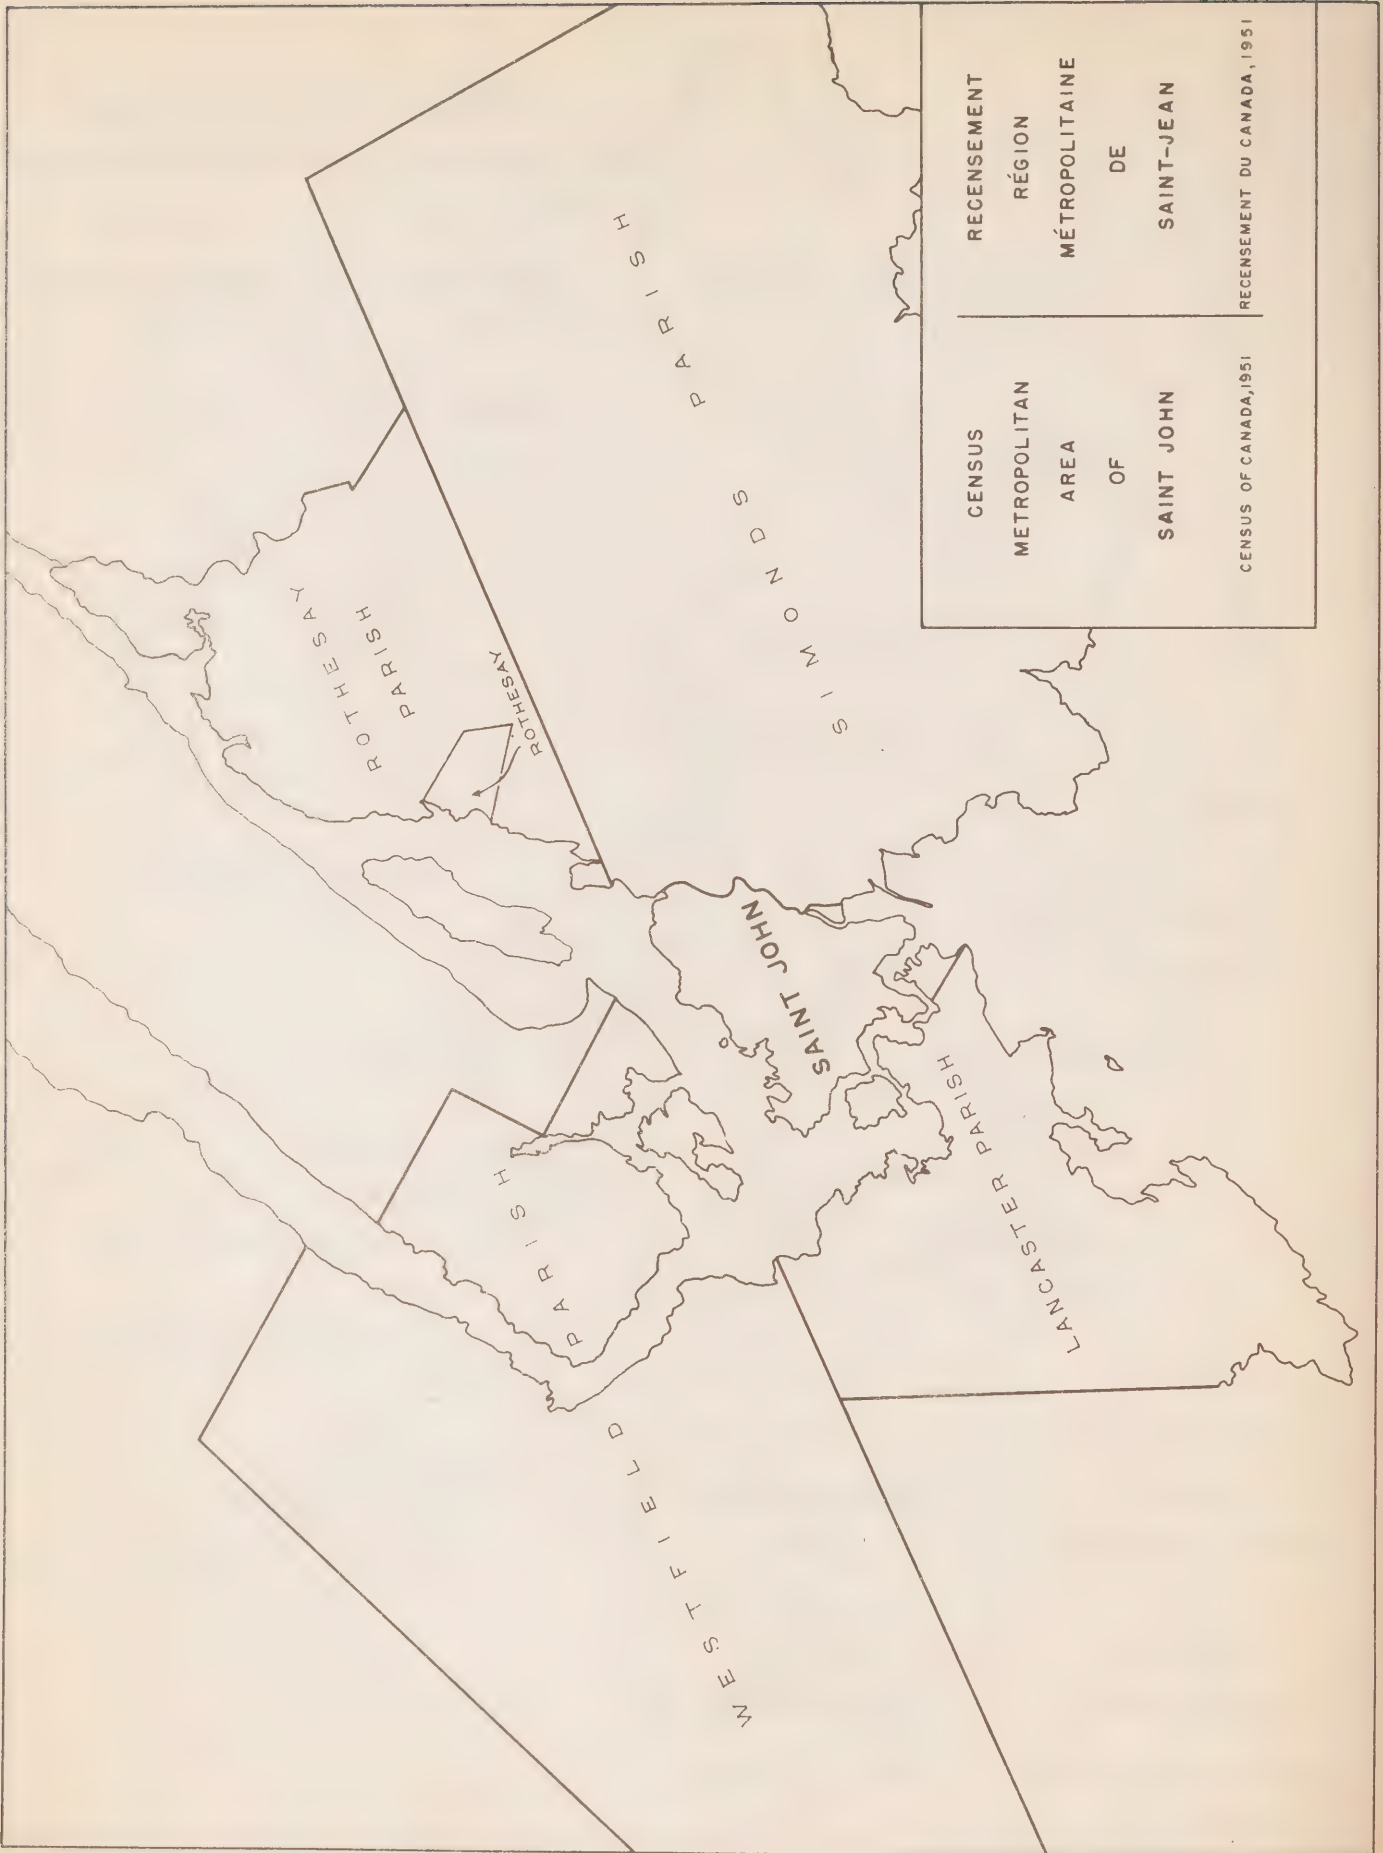 ROTHESAY
PARISH
ROTHESAY
SIMONDS PARISH
SAINT JOHN
WESTFIELD PARISH
LANCASTER PARISH
CENSUS
METROPOLITAN
AREA
OF
SAINT JOHN
CENSUS OF CANADA, 1951
RECENSEMENT
RÉGION
MÉTROPOLITAINE
DE
SAINT-JEAN
RECENSEMENT DU CANADA, 1951